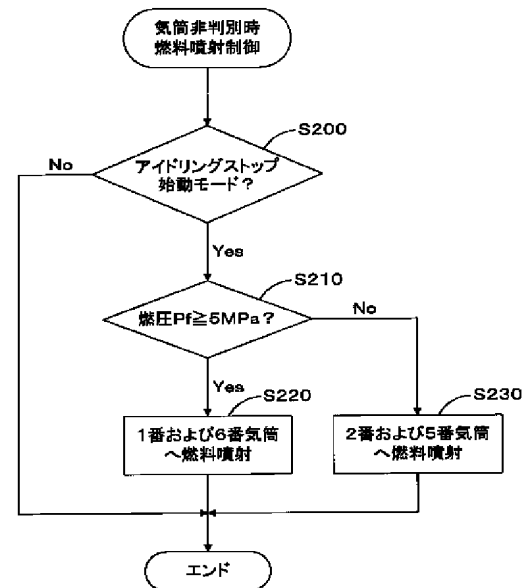 気筒非判別時
燃料噴射制御
S200
No
アイドリングストップ
始動モード？
Yes
S210
燃圧Pf≧5MPa？
No
Yes
S220
S230
1番および6番気筒
へ燃料噴射
2番および5番気筒
へ燃料噴射
エンド